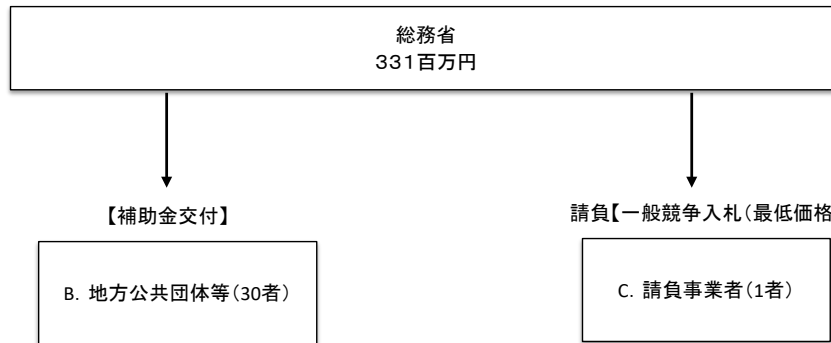 総務省
331百万円
【補助金交付】
請負【一般競争入札(最低価格
B. 地方公共団体等(30者)
C. 請負事業者(1者)